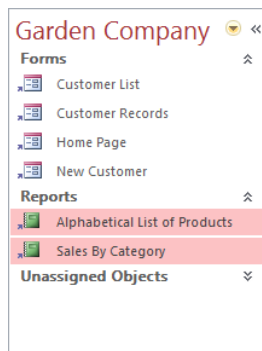 Garden Company
Forms
Customer List
Customer Records
Home Page
New Customer
Reports
Alphabetical List of Products
Sales By Category
Unassigned Objects